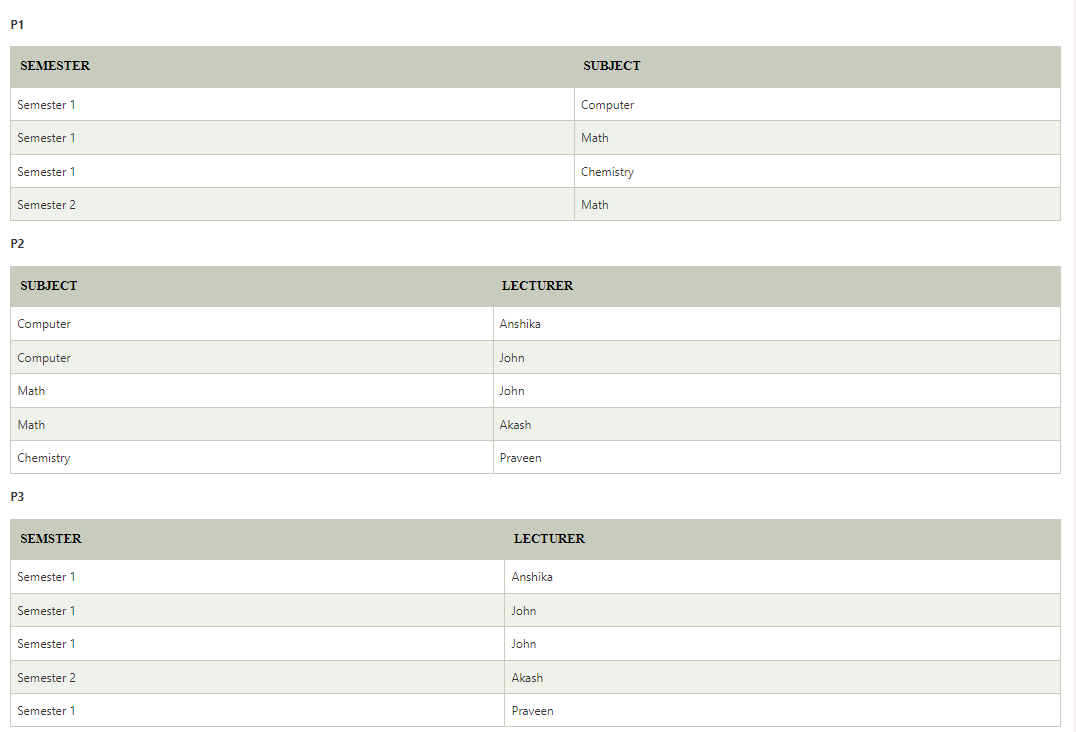 P1
SEMESTER SUBJECT
Semester 1 Computer
Semester 1 Math
Semester 1 Chemistry
Semester 2 Math
P2
SUBJECT LECTURER
Computer Anshika
Computer John
Math John
Math Akash
Chemistry Praveen
P3
SEMSTER LECTURER
Semester 1 Anshika
Semester 1 John
Semester 1 John
Semester 2 Akash
Semester 1 Praveen